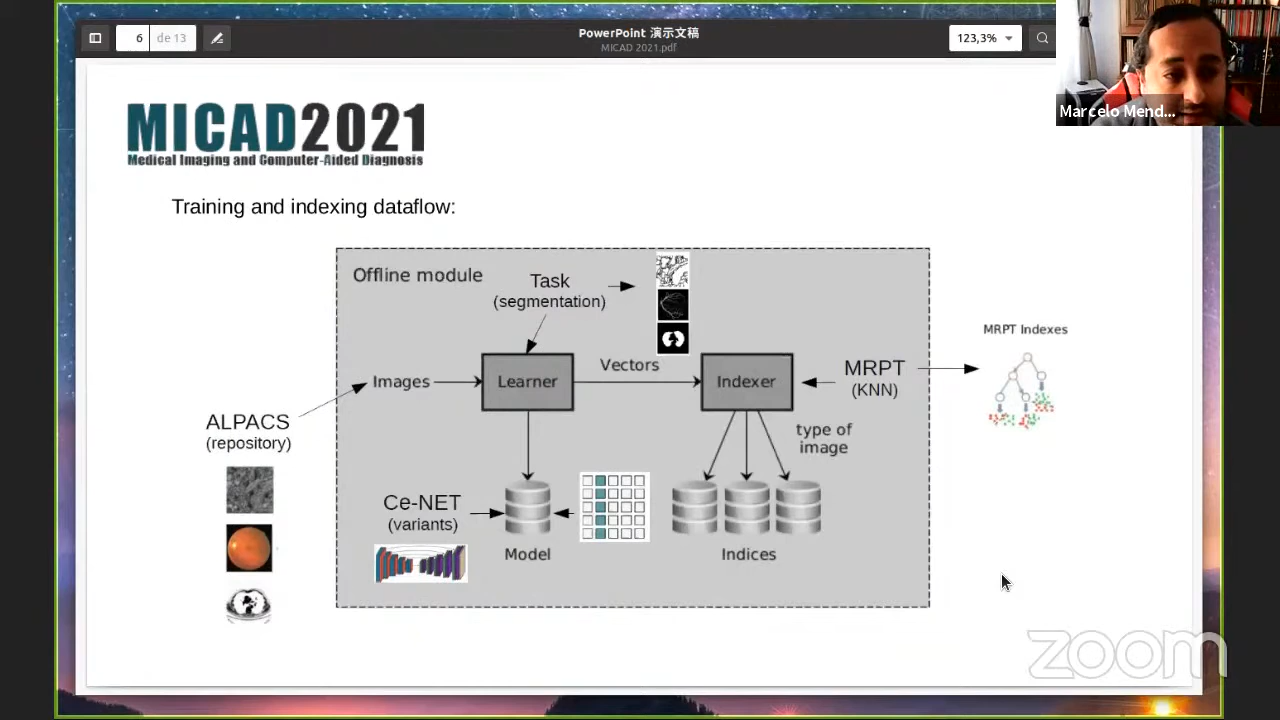 6 de 13
PowerPoint 演示文稿
MICAD 2021.pdf
123,3%
Marcelo Mend...
MICAD2021
Medical Imaging and Computer-Aided Diagnosis
Training and indexing dataflow:
Offline module
Task
(segmentation)
MRPT Indexes
Images
Learner
Vectors
Indexer
MRPT
(KNN)
ALPACS
(repository)
type of
image
Ce-NET
(variants)
Model
Indices
zoom